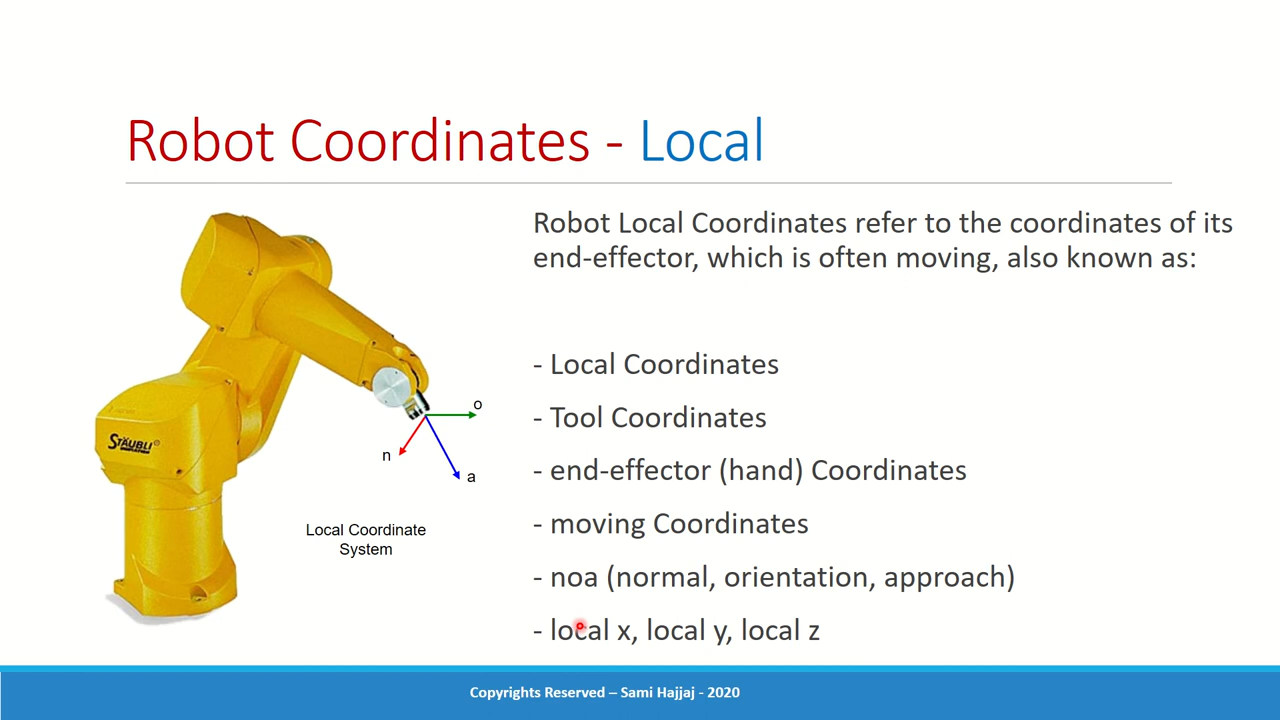 Robot Coordinates - Local
Robot Local Coordinates refer to the coordinates of its
end-effector, which is often moving, also known as:
- Local Coordinates
- Tool Coordinates
- end-effector (hand) Coordinates
- moving Coordinates
- noa (normal, orientation, approach)
- local x, local y, local z
STÄUBLI
o
n
a
Local Coordinate
System
Copyrights Reserved – Sami Hajjaj - 2020